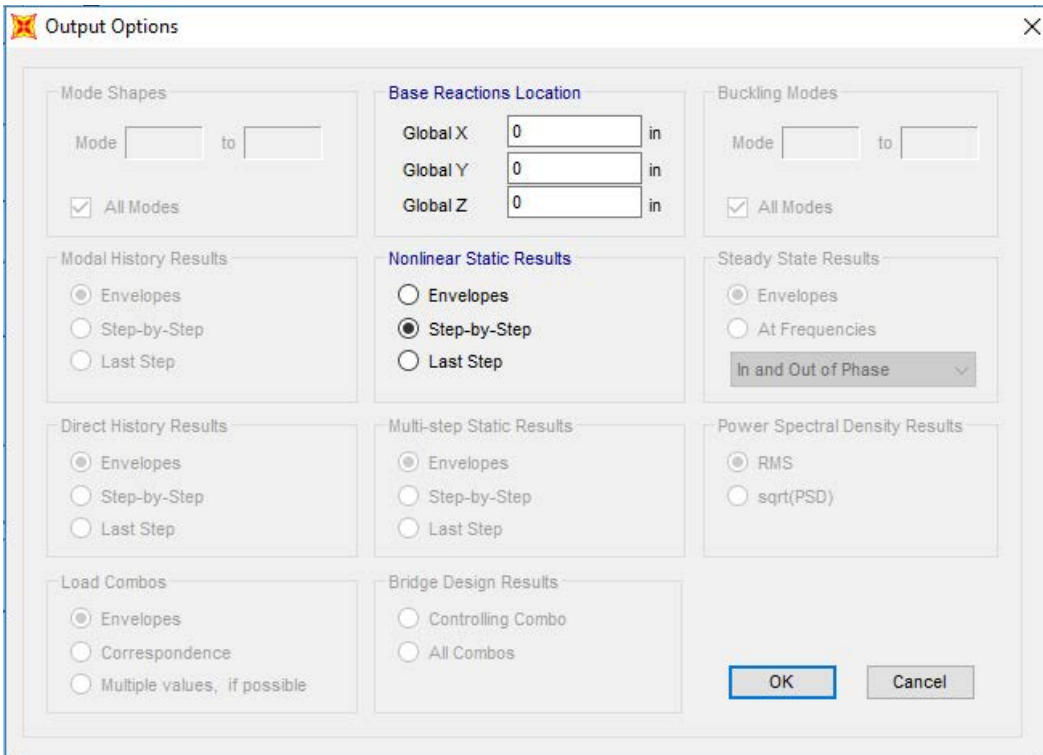 Output Options
Mode Shapes
Mode to
All Modes
Base Reactions Location
Global X 0 in
Global Y 0 in
Global Z 0 in
Buckling Modes
Mode to
All Modes
Modal History Results
Envelopes
Step-by-Step
Last Step
Nonlinear Static Results
Envelopes
Step-by-Step
Last Step
Steady State Results
Envelopes
At Frequencies
In and Out of Phase
Direct History Results
Envelopes
Step-by-Step
Last Step
Multi-step Static Results
Envelopes
Step-by-Step
Last Step
Power Spectral Density Results
RMS
sqrt(PSD)
Load Combos
Envelopes
Correspondence
Multiple values, if possible
Bridge Design Results
Controlling Combo
All Combos
OK Cancel